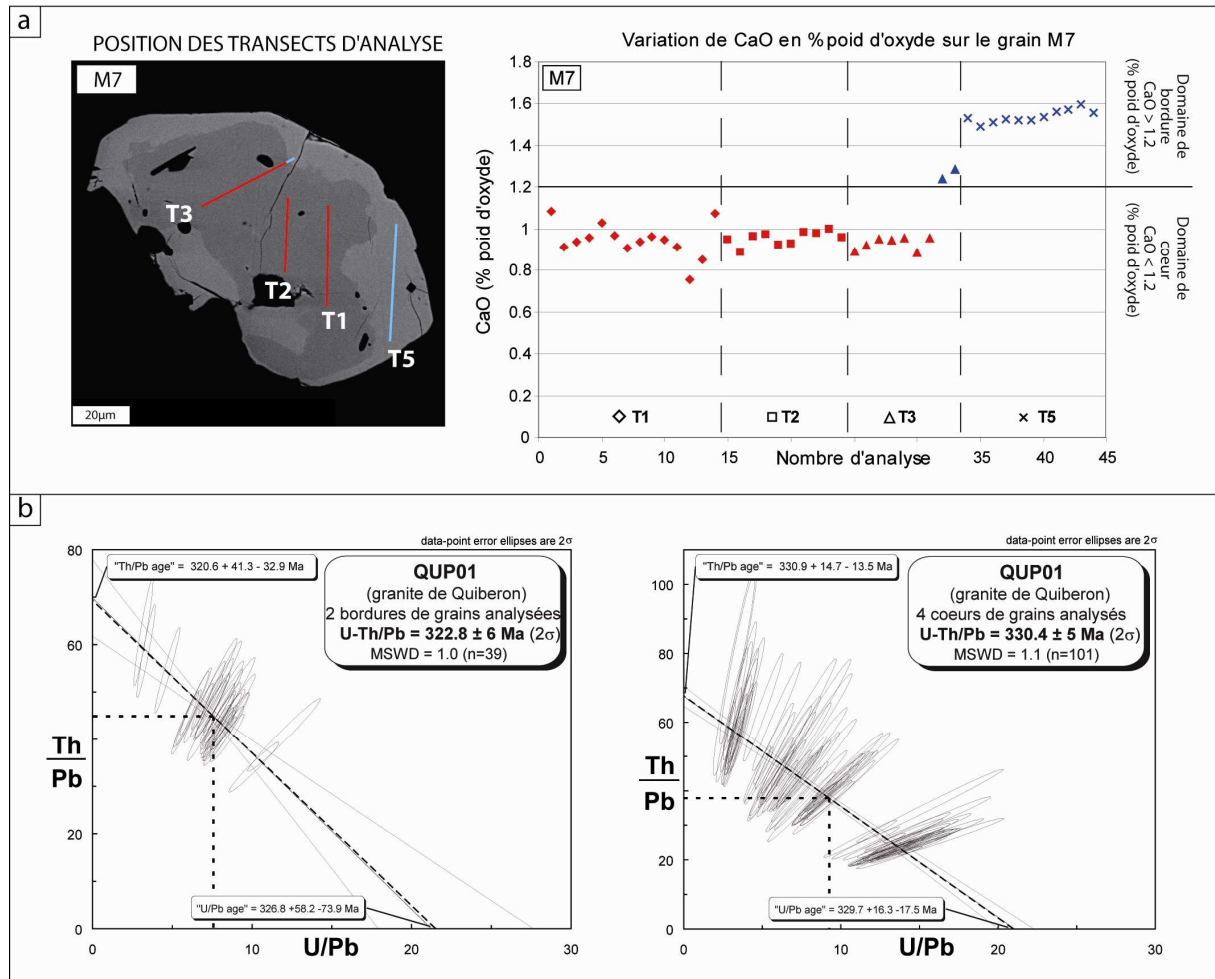 a
POSITION DES TRANSECTS D'ANALYSE
M7
T3
T2
T1
T5
20µm
Variation de CaO en % poid d'oxyde sur le grain M7
M7
CaO (% poid d'oxyde)
1.8
1.6
1.4
1.2
1
0.8
0.6
0.4
0.2
0
T1
T2
T3
T5
0
5
10
15
Nombre d'analyse
35
40
45
Domaine de
bordure
CaO > 1.2
(% poid d'oxyde)
Domaine de
coeur
CaO < 1.2
(% poid d'oxyde)
b
data-point error ellipses are 2σ
80
60
40
20
0
Th
Pb
"Th/Pb age" = 320.6 + 41.3 - 32.9 Ma
QUP01
(granite de Quiberon)
2 bordures de grains analysées
U-Th/Pb = 322.8 ± 6 Ma (2σ)
MSWD = 1.0 (n=39)
"U/Pb age" = 326.8 +58.2 -73.9 Ma
0
10
20
30
U/Pb
data-point error ellipses are 2σ
100
80
60
40
20
0
Th
Pb
"Th/Pb age" = 330.9 + 14.7 - 13.5 Ma
QUP01
(granite de Quiberon)
4 coeurs de grains analysés
U-Th/Pb = 330.4 ± 5 Ma (2σ)
MSWD = 1.1 (n=101)
"U/Pb age" = 329.7 +16.3 -17.5 Ma
0
10
20
30
U/Pb